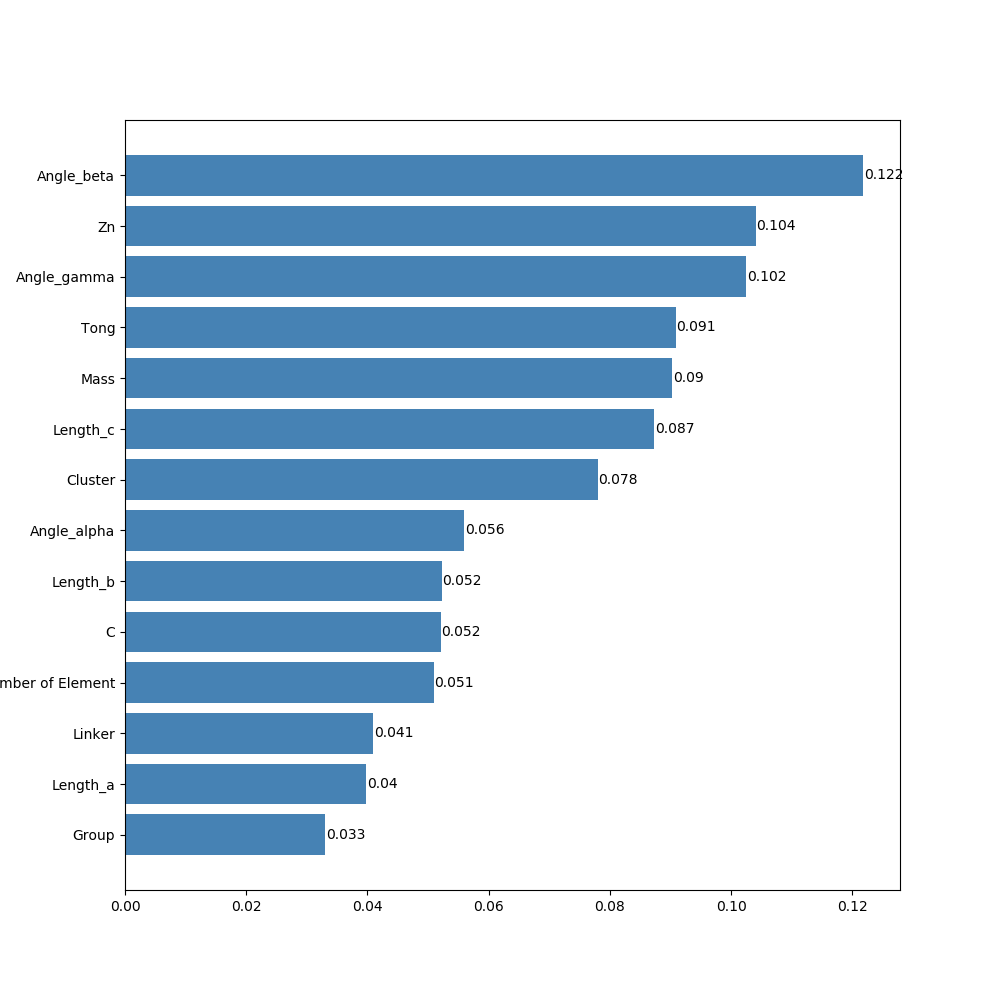 Angle_beta 0.122
Zn 0.104
Angle_gamma 0.102
Tong 0.091
Mass 0.09
Length_c 0.087
Cluster 0.078
Angle_alpha 0.056
Length_b 0.052
C 0.052
mber of Element 0.051
Linker 0.041
Length_a 0.04
Group 0.033
0.00 0.02 0.04 0.06 0.08 0.10 0.12